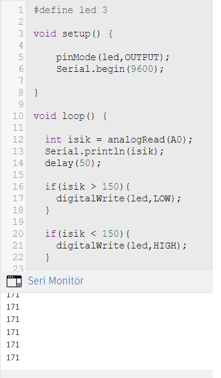 1 #define led 3
2
3 void setup() {
4
5 pinMode(led,OUTPUT);
6 Serial.begin(9600);
7
8 }
9
10 void loop() {
11
12 int isik = analogRead(A0);
13 Serial.println(isik);
14 delay(50);
15
16 if(isik > 150){
17 digitalWrite(led,LOW);
18 }
19
20 if(isik < 150){
21 digitalWrite(led,HIGH);
22 }
23
Seri Monitör
171
171
171
171
171
171